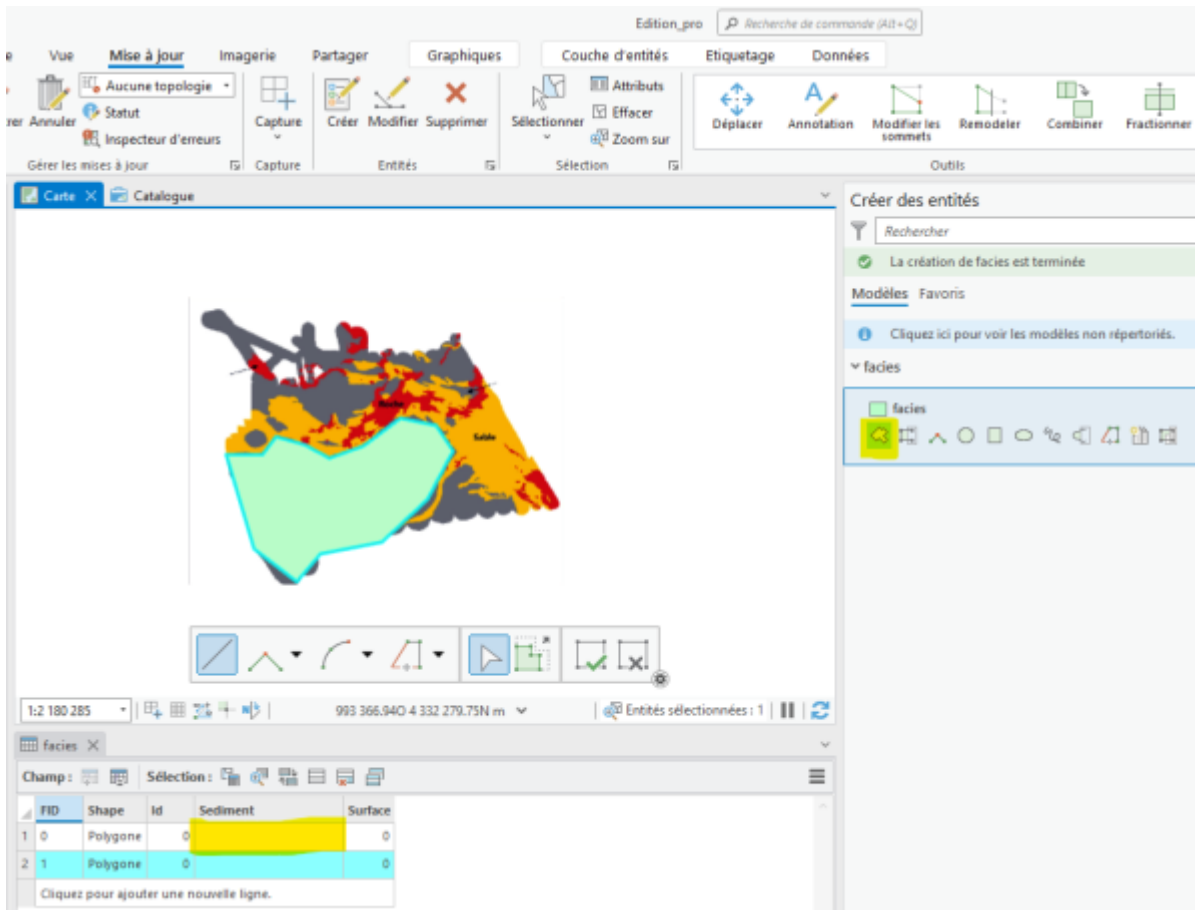 Edition_pro Recherche de commande (Alt+Q)
Vue Mise à jour Imagerie Partager Graphiques Couche d'entités Etiquetage Données
Aucune topologie
Statut
Inspecteur d'erreurs
Annuler
Capture
Créer Modifier Supprimer
Sélectionner
Attributs
Effacer
Zoom sur
Déplacer Annotation Modifier les sommets Remodeler Combiner Fractionner
Gérer les mises à jour Capture Entités Sélection Outils
Carte Catalogue
Créer des entités
Rechercher
La création de facies est terminée
Modèles Favoris
Cliquez ici pour voir les modèles non répertoriés.
facies
facies
Sable
1:2 180 285 993 366.94O 4 332 279.75N m Entités sélectionnées : 1
facies
Champ : Sélection :
FID Shape Id Sediment Surface
1 0 Polygone 0 0
2 1 Polygone 0 0
Cliquez pour ajouter une nouvelle ligne.